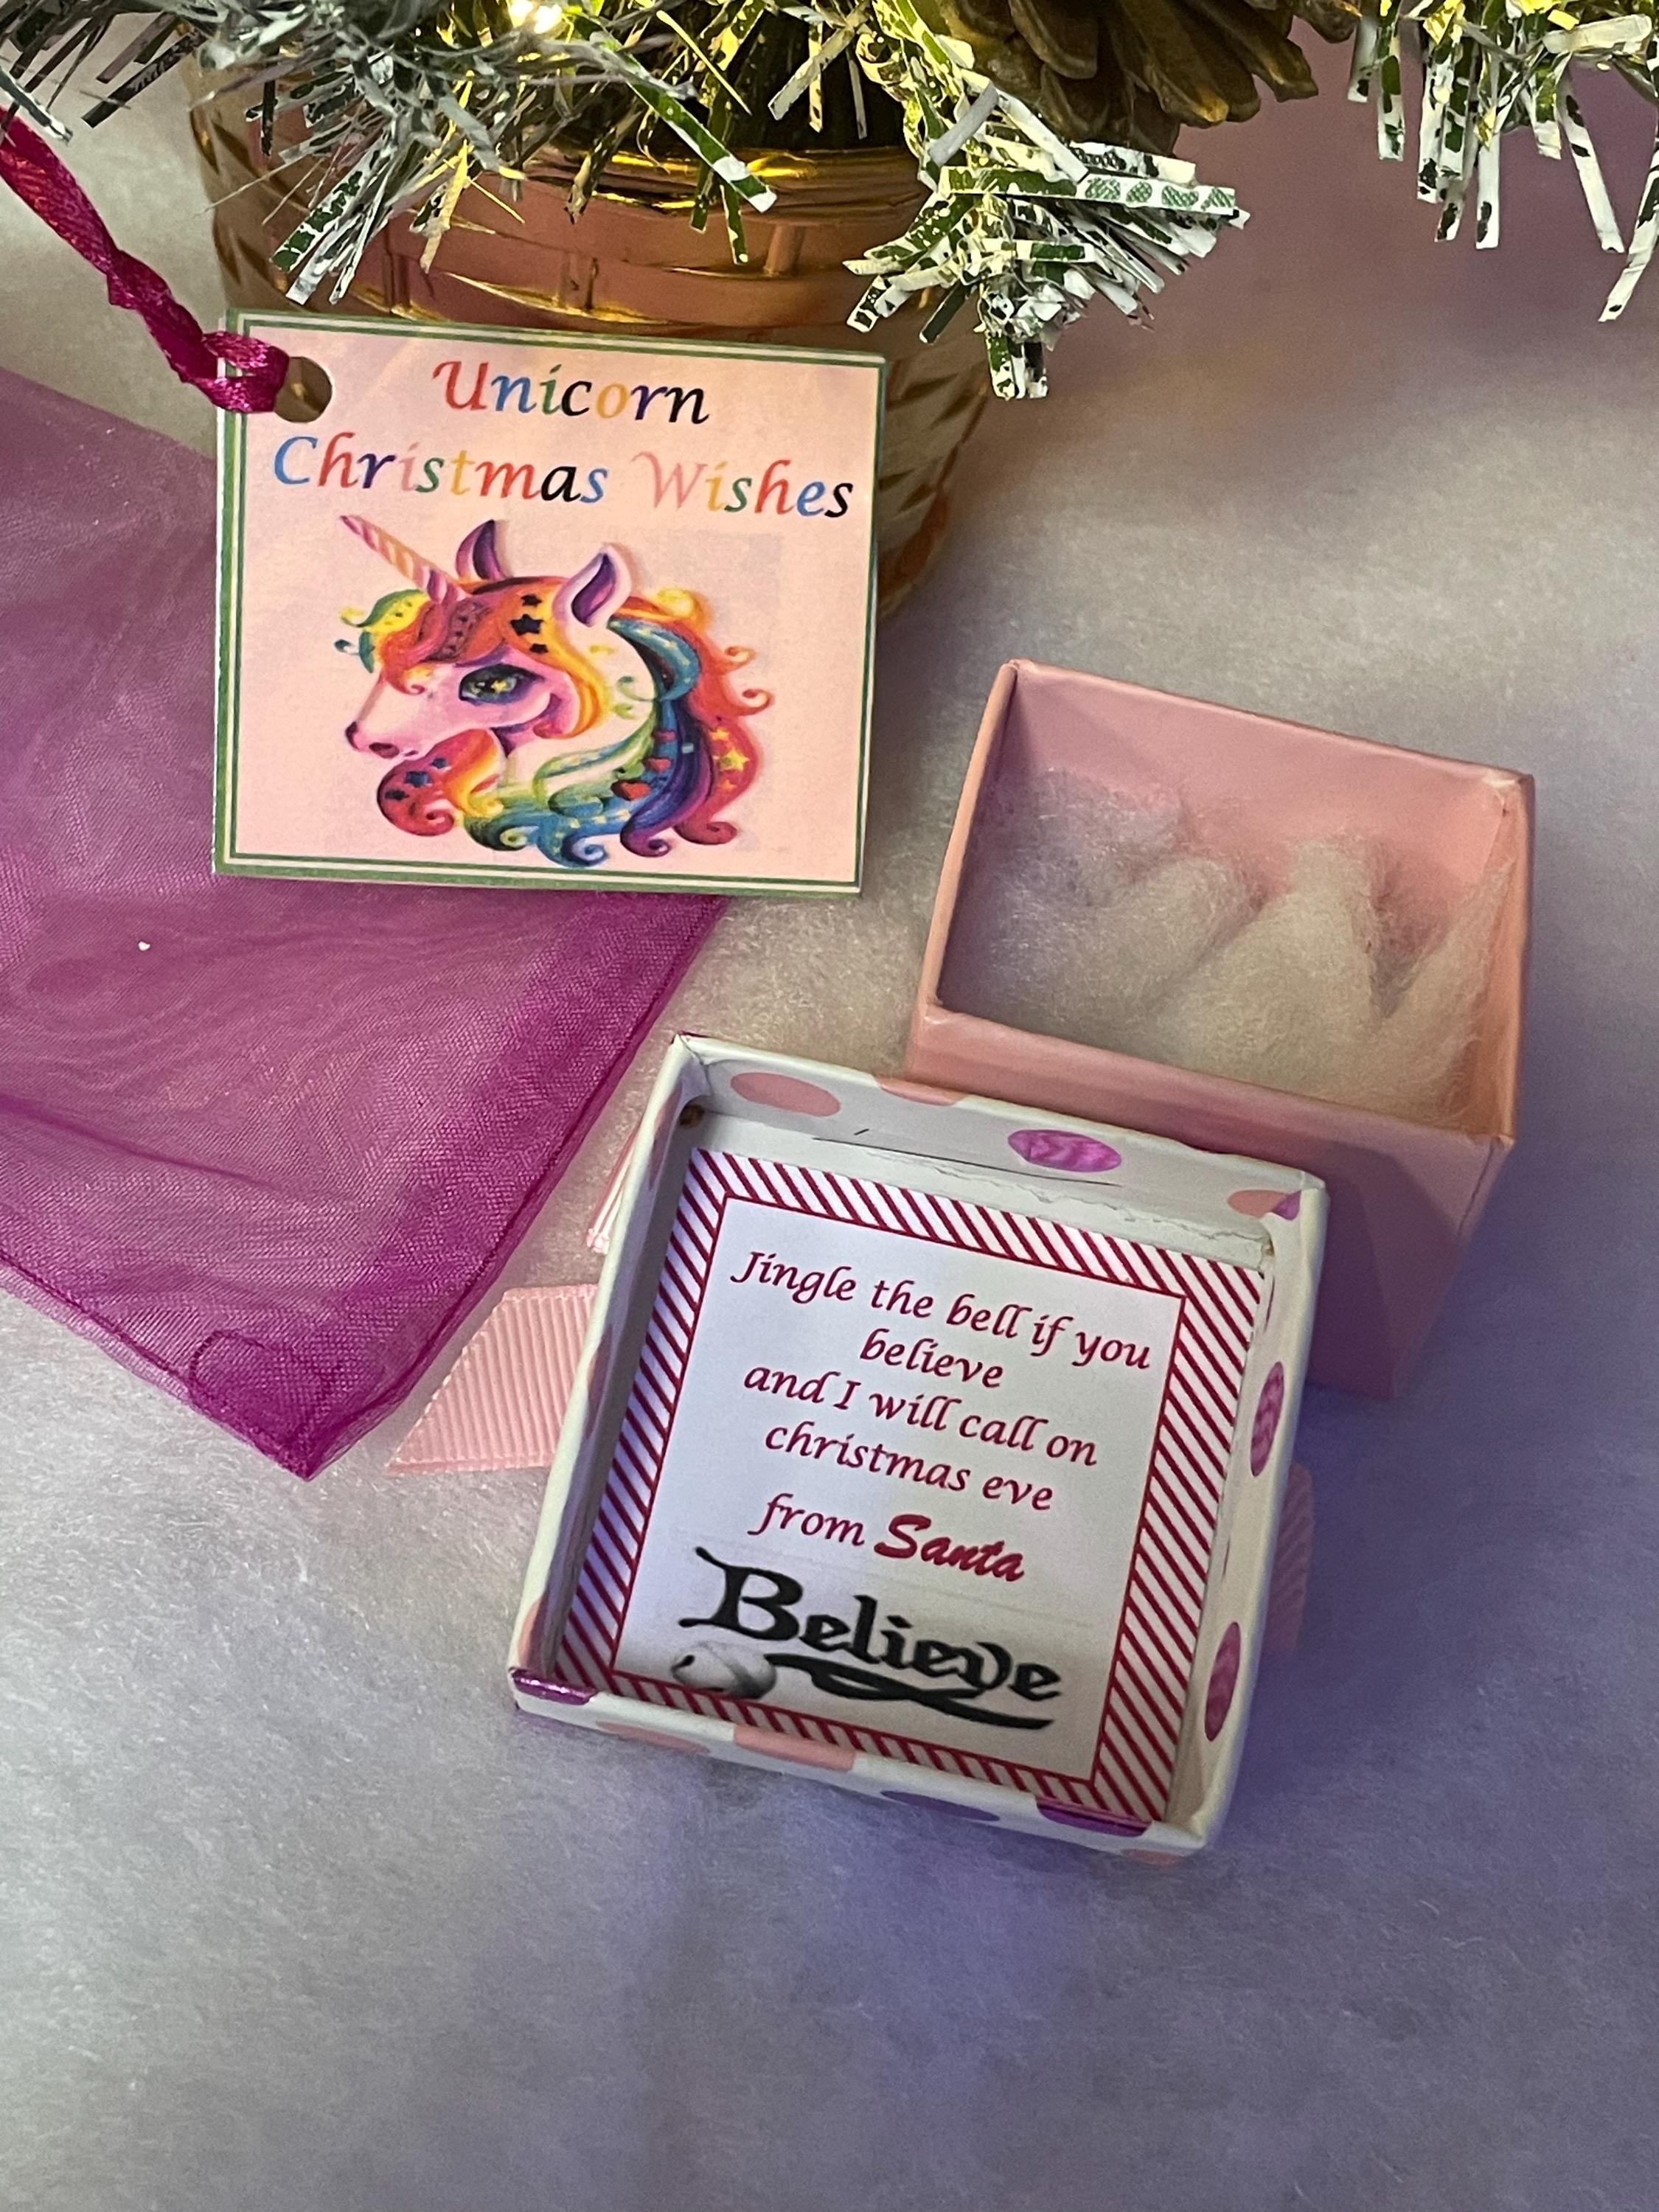 Unicorn
Christmas Wishes
Jingle the bell if you
believe
and I will call on
christmas eve
from Santa
Believe